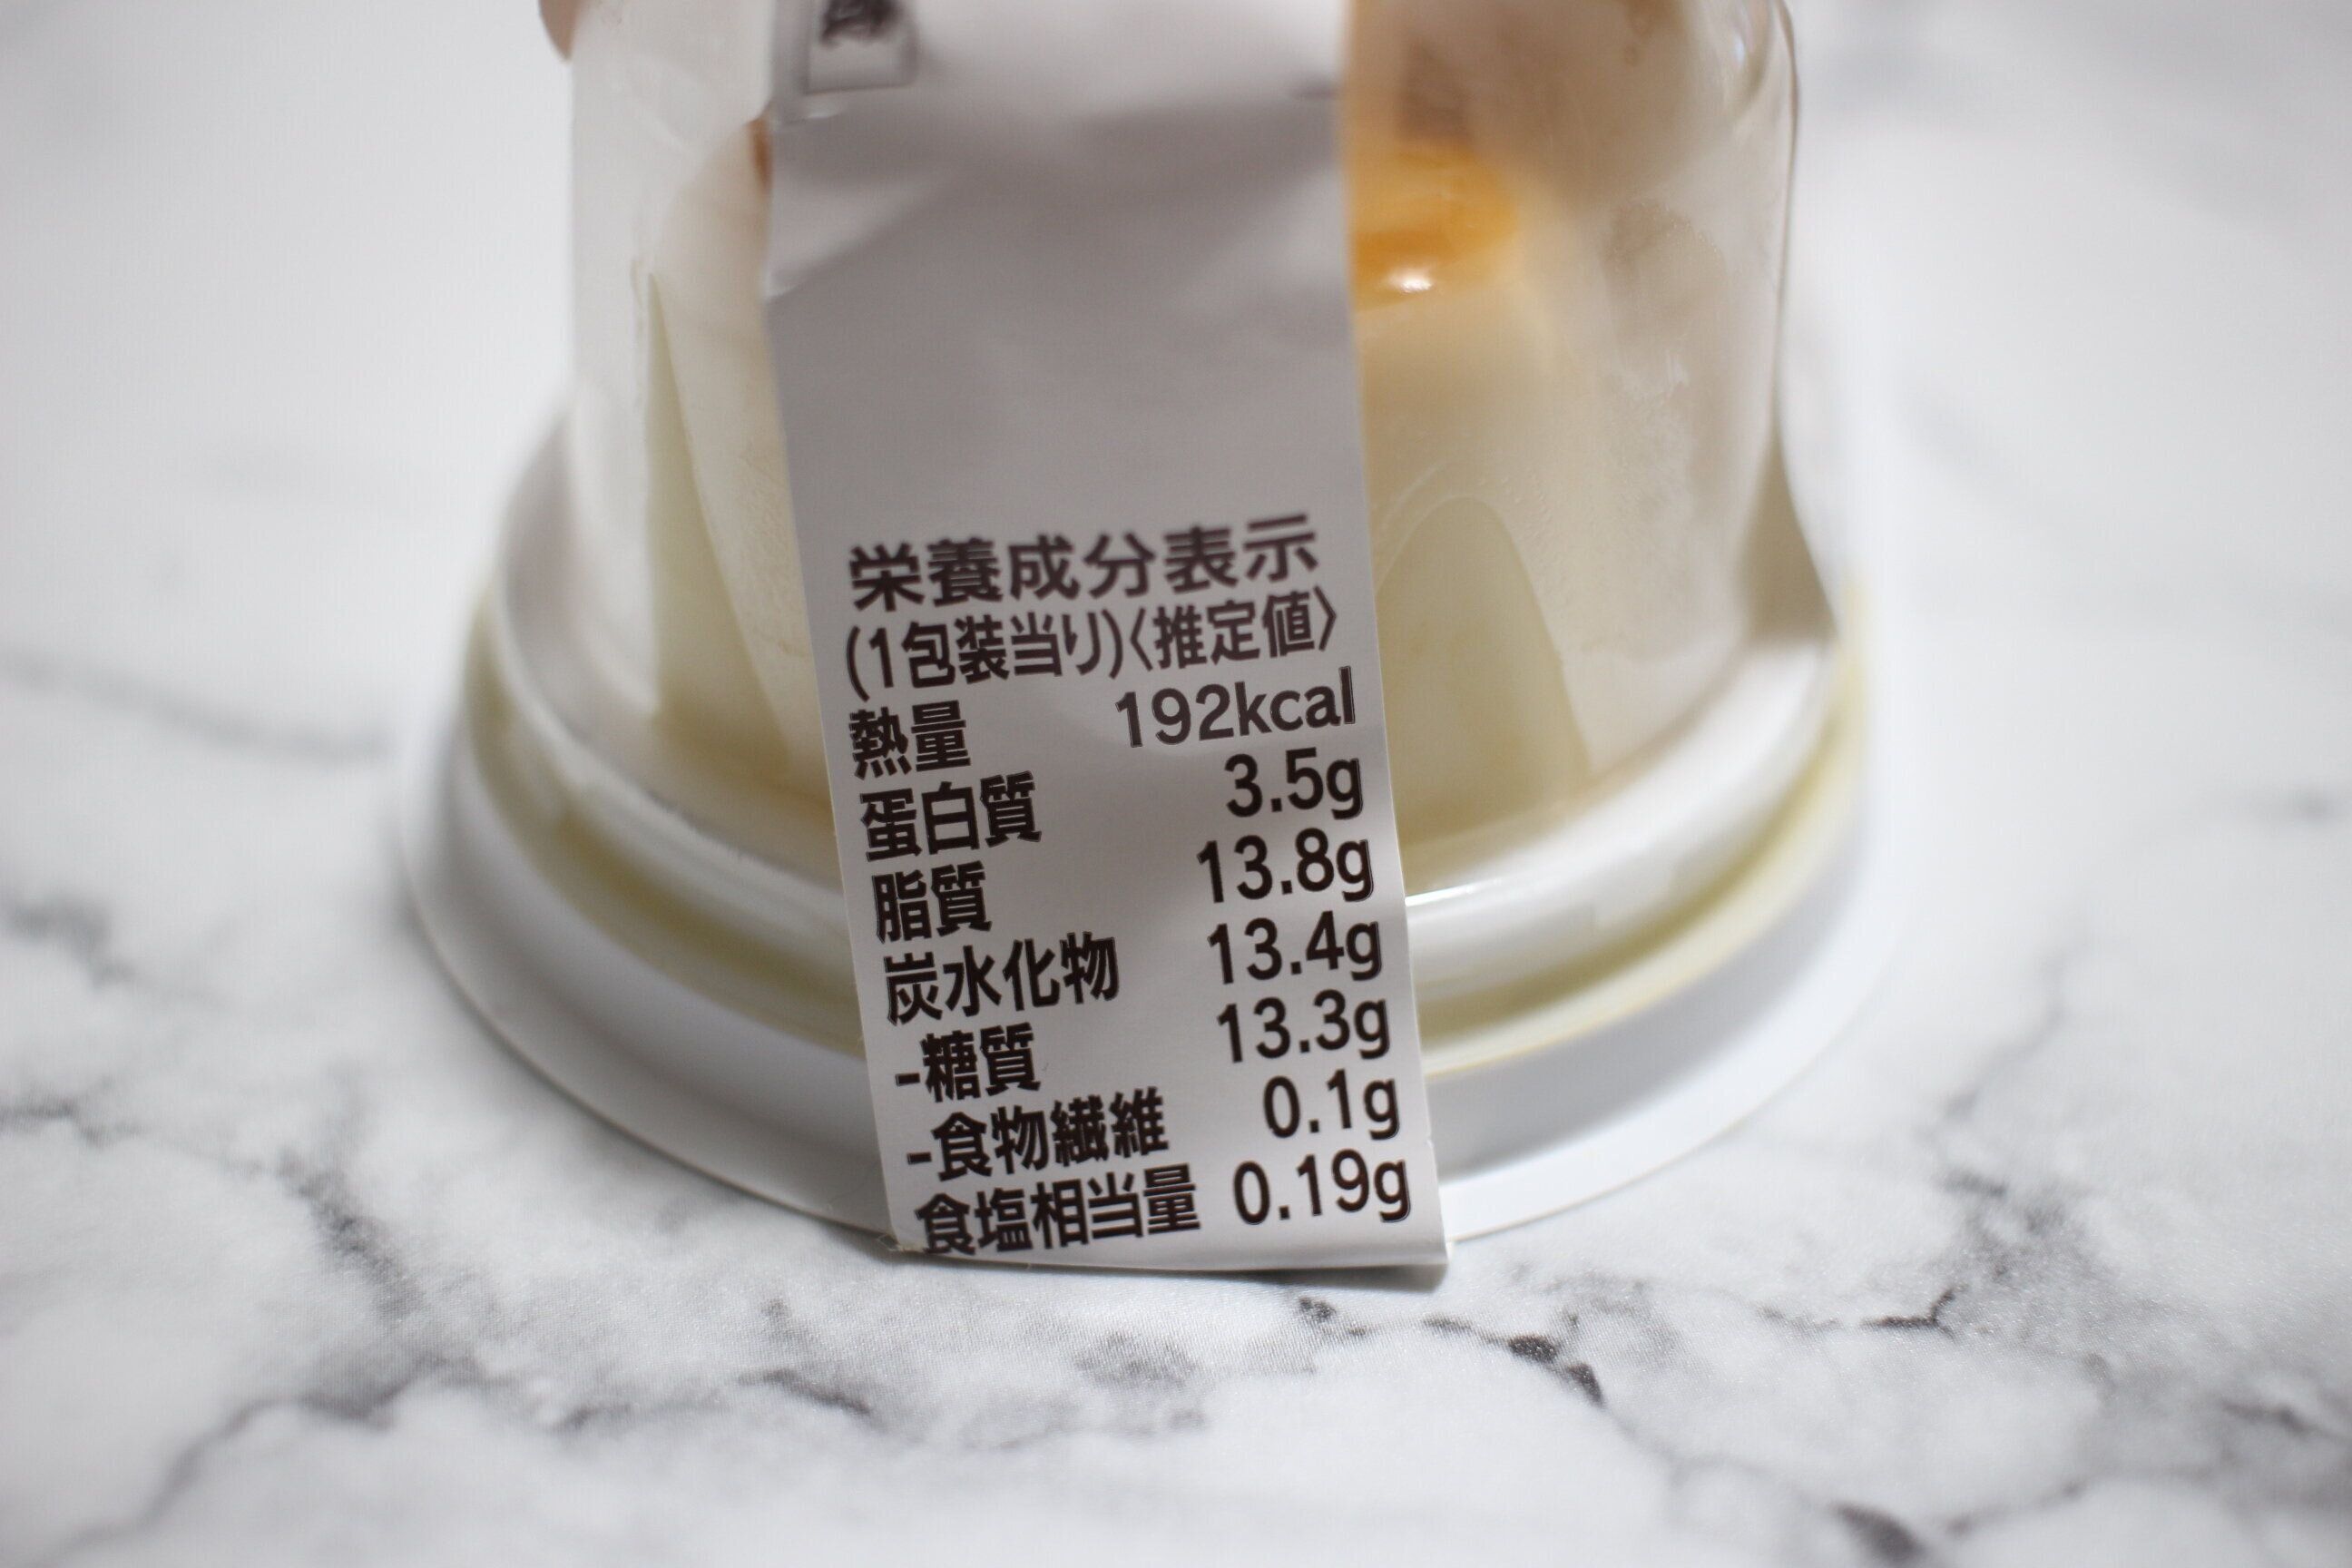 栄養成分表示
(1包装当り)〈推定値〉
熱量 192kcal
蛋白質 3.5g
脂質 13.8g
炭水化物 13.4g
-糖質 13.3g
-食物繊維 0.1g
食塩相当量 0.19g